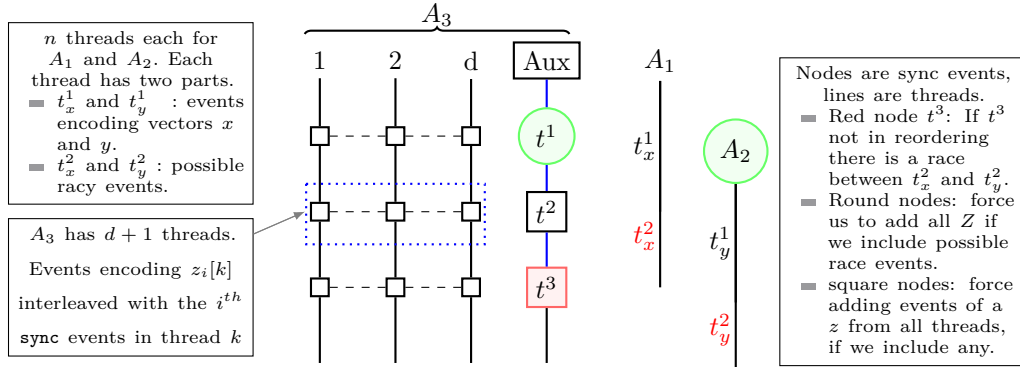 n threads each for
A₁ and A₂. Each
thread has two parts.
t¹ₓ and t¹ᵧ : events
encoding vectors x
and y.
t²ₓ and t²ᵧ : possible
racy events.
A₃ has d + 1 threads.
Events encoding zᵢ[k]
interleaved with the iᵗʰ
sync events in thread k
A₃
1 2 d Aux
t¹
t²
t³
A₁
t¹ₓ
t²ₓ
A₂
t¹ᵧ
t²ᵧ
Nodes are sync events,
lines are threads.
Red node t³: If t³
not in reordering
there is a race
between t²ₓ and t²ᵧ.
Round nodes: force
us to add all Z if
we include possible
race events.
square nodes: force
adding events of a
z from all threads,
if we include any.